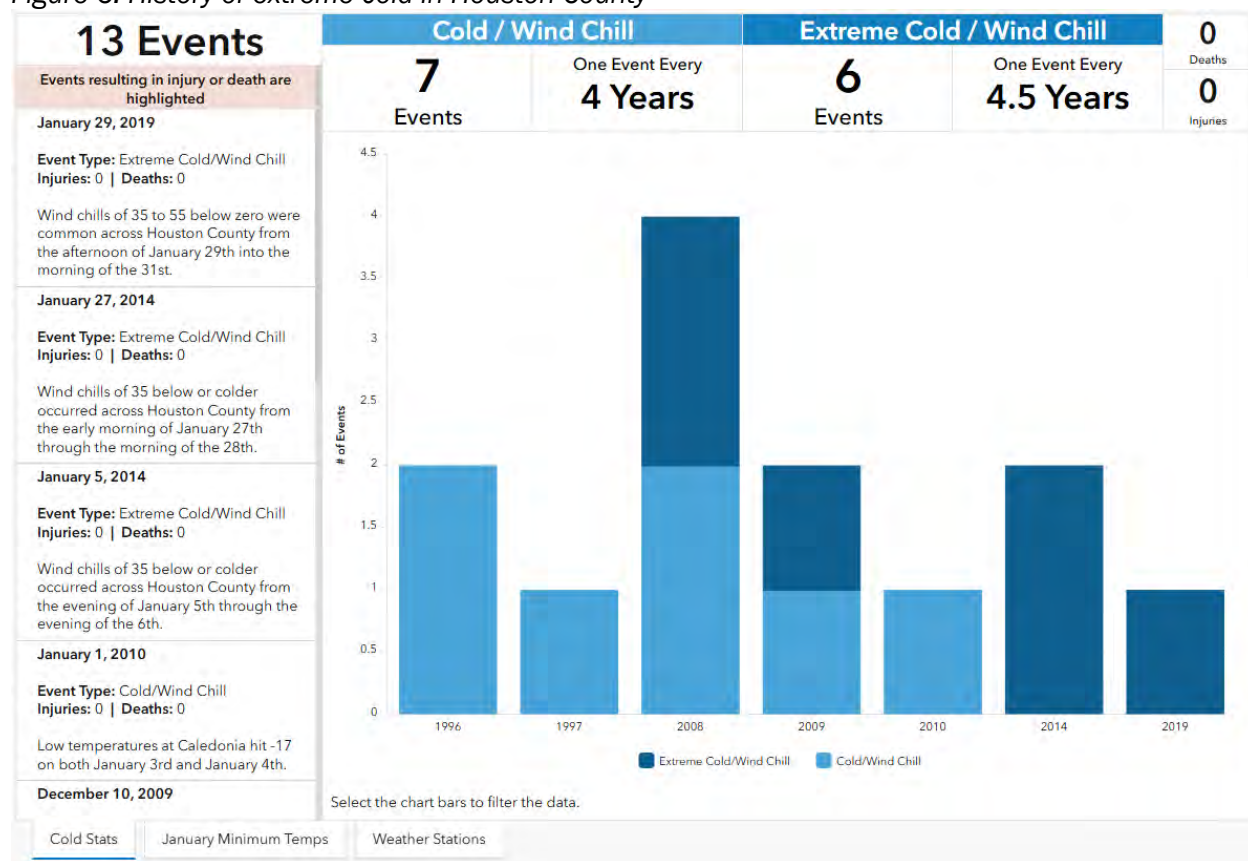 Figure C. History of extreme cold in Houston County
13 Events
Events resulting in injury or death are
highlighted
January 29, 2019
Event Type: Extreme Cold/Wind Chill
Injuries: 0 | Deaths: 0
Wind chills of 35 to 55 below zero were
common across Houston County from
the afternoon of January 29th into the
morning of the 31st.
January 27, 2014
Event Type: Extreme Cold/Wind Chill
Injuries: 0 | Deaths: 0
Wind chills of 35 below or colder
occurred across Houston County from
the early morning of January 27th
through the morning of the 28th.
January 5, 2014
Event Type: Extreme Cold/Wind Chill
Injuries: 0 | Deaths: 0
Wind chills of 35 below or colder
occurred across Houston County from
the evening of January 5th through the
evening of the 6th.
January 1, 2010
Event Type: Cold/Wind Chill
Injuries: 0 | Deaths: 0
Low temperatures at Caledonia hit -17
on both January 3rd and January 4th.
December 10, 2009
Cold / Wind Chill
7
Events
One Event Every
4 Years
Extreme Cold / Wind Chill
6
Events
One Event Every
4.5 Years
0
Deaths
0
Injuries
# of Events
4.5
4
3.5
3
2.5
2
1.5
1
0.5
0
1996 1997 2008 2009 2010 2014 2019
Extreme Cold/Wind Chill Cold/Wind Chill
Select the chart bars to filter the data.
Cold Stats January Minimum Temps Weather Stations